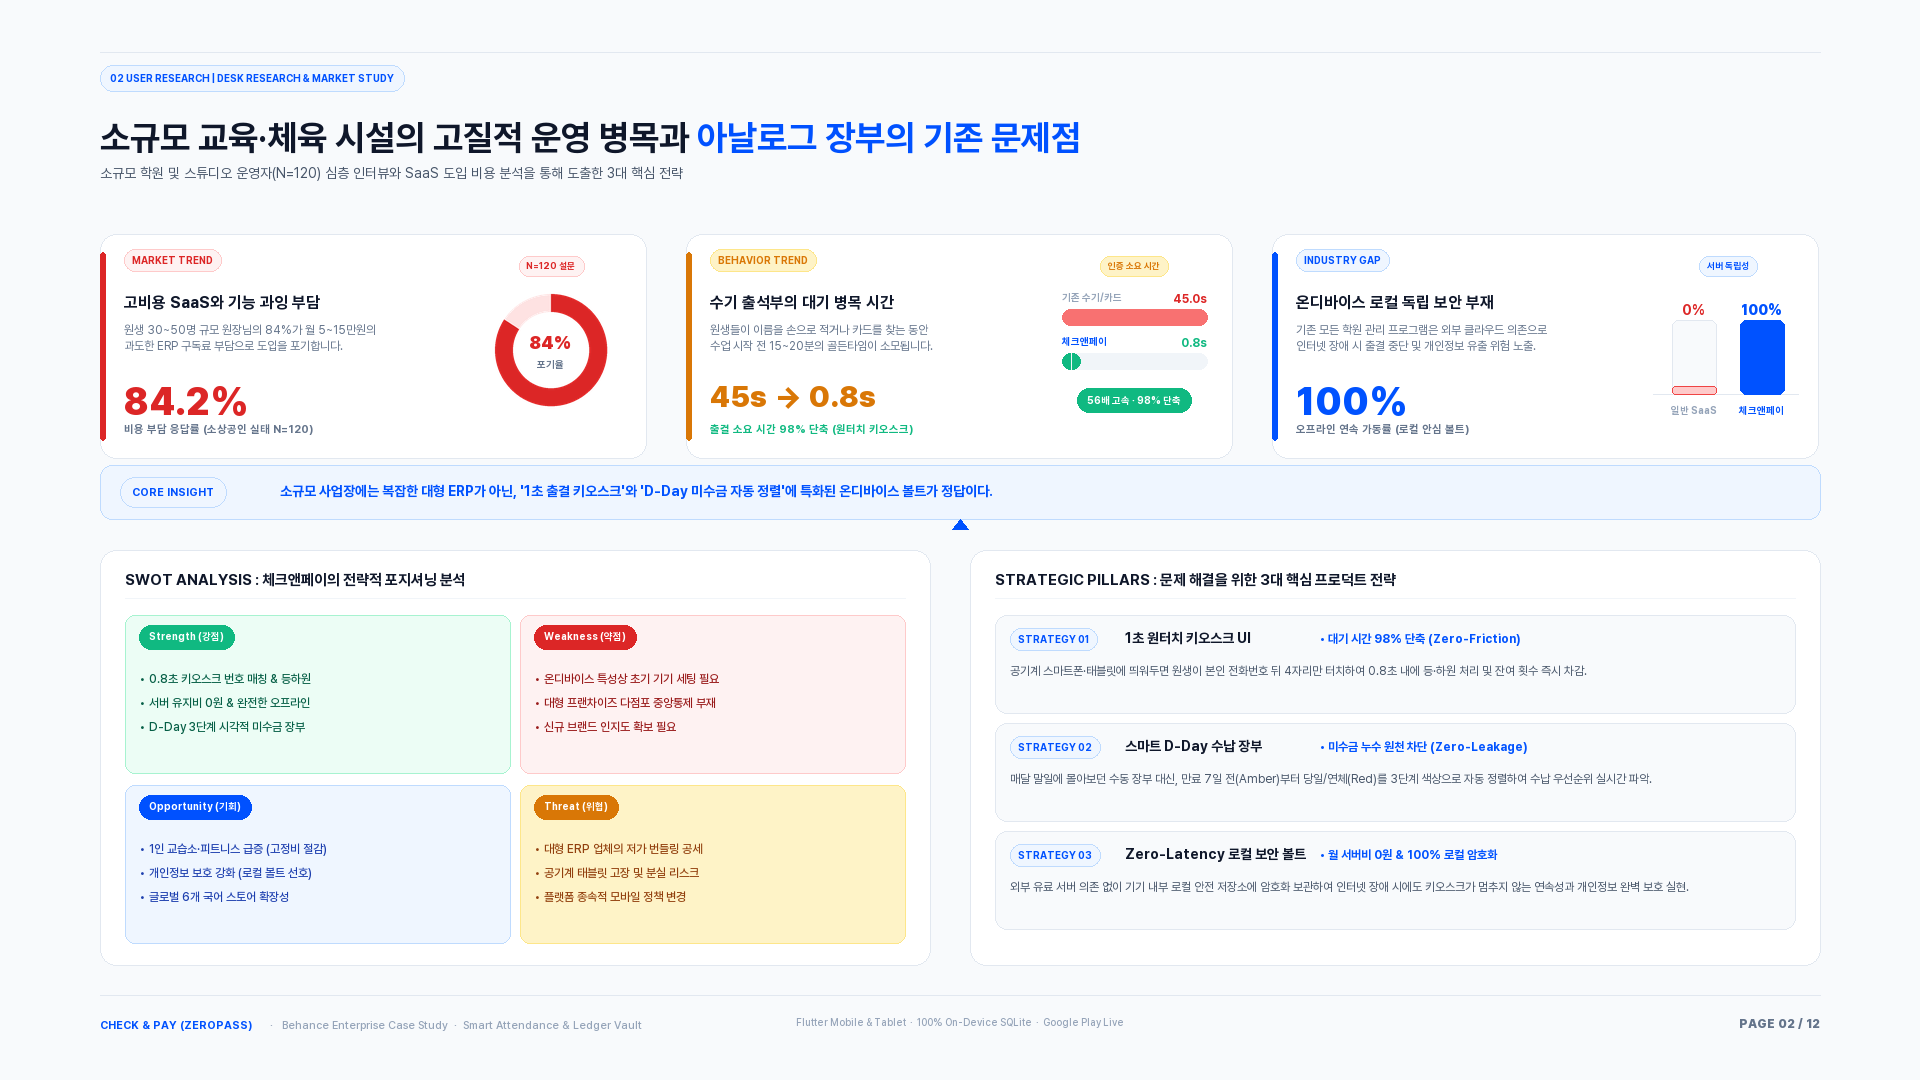 02 USER RESEARCH | DESK RESEARCH & MARKET STUDY
소규모 교육·체육 시설의 고질적 운영 병목과 아날로그 장부의 기존 문제점
소규모 학원 및 스튜디오 운영자(N=120) 심층 인터뷰와 SaaS 도입 비용 분석을 통해 도출한 3대 핵심 전략
MARKET TREND
N=120 설문
고비용 SaaS와 기능 과잉 부담
원생 30~50명 규모 원장님의 84%가 월 5~15만원의
과도한 ERP 구독료 부담으로 도입을 포기합니다.
84%
포기율
84.2%
비용 부담 응답률 (소상공인 실태 N=120)
BEHAVIOR TREND
인증 소요 시간
수기 출석부의 대기 병목 시간
원생들이 이름을 손으로 적거나 카드를 찾는 동안
수업 시작 전 15~20분의 골든타임이 소모됩니다.
기존 수기/카드 45.0s
체크앤페이 0.8s
45s → 0.8s
56배 고속 · 98% 단축
출결 소요 시간 98% 단축 (원터치 키오스크)
INDUSTRY GAP
서버 독립성
온디바이스 로컬 독립 보안 부재
기존 모든 학원 관리 프로그램은 외부 클라우드 의존으로
인터넷 장애 시 출결 중단 및 개인정보 유출 위험 노출.
0% 100%
일반 SaaS 체크앤페이
100%
오프라인 연속 가동률 (로컬 안심 볼트)
CORE INSIGHT
소규모 사업장에는 복잡한 대형 ERP가 아닌, '1초 출결 키오스크'와 'D-Day 미수금 자동 정렬'에 특화된 온디바이스 볼트가 정답이다.
SWOT ANALYSIS : 체크앤페이의 전략적 포지셔닝 분석
Strength (강점)
• 0.8초 키오스크 번호 매칭 & 등하원
• 서버 유지비 0원 & 완전한 오프라인
• D-Day 3단계 시각적 미수금 장부
Weakness (약점)
• 온디바이스 특성상 초기 기기 세팅 필요
• 대형 프랜차이즈 다점포 중앙통제 부재
• 신규 브랜드 인지도 확보 필요
Opportunity (기회)
• 1인 교습소·피트니스 급증 (고정비 절감)
• 개인정보 보호 강화 (로컬 볼트 선호)
• 글로벌 6개 국어 스토어 확장성
Threat (위협)
• 대형 ERP 업체의 저가 번들링 공세
• 공기계 태블릿 고장 및 분실 리스크
• 플랫폼 종속적 모바일 정책 변경
STRATEGIC PILLARS : 문제 해결을 위한 3대 핵심 프로덕트 전략
STRATEGY 01 1초 원터치 키오스크 UI • 대기 시간 98% 단축 (Zero-Friction)
공기계 스마트폰·태블릿에 띄워두면 원생이 본인 전화번호 뒤 4자리만 터치하여 0.8초 내에 등·하원 처리 및 잔여 횟수 즉시 차감.
STRATEGY 02 스마트 D-Day 수납 장부 • 미수금 누수 원천 차단 (Zero-Leakage)
매달 말일에 몰아보던 수동 장부 대신, 만료 7일 전(Amber)부터 당일/연체(Red)를 3단계 색상으로 자동 정렬하여 수납 우선순위 실시간 파악.
STRATEGY 03 Zero-Latency 로컬 보안 볼트 • 월 서버비 0원 & 100% 로컬 암호화
외부 유료 서버 의존 없이 기기 내부 로컬 안전 저장소에 암호화 보관하여 인터넷 장애 시에도 키오스크가 멈추지 않는 연속성과 개인정보 완벽 보호 실현.
CHECK & PAY (ZEROPASS) · Behance Enterprise Case Study · Smart Attendance & Ledger Vault
Flutter Mobile & Tablet · 100% On-Device SQLite · Google Play Live
PAGE 02 / 12